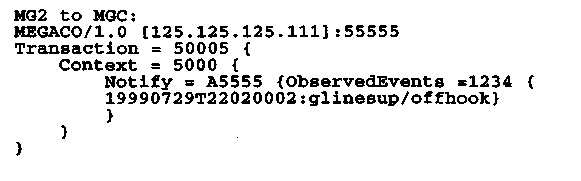 MG2 to MGC:
MEGACO/1.0 [125.125.125.111]:55555
Transaction = 50005 {
Context = 5000 {
Notify = A5555 {ObservedEvents =1234 {
19990729T22020002:glinesup/offhook}
}
}
}